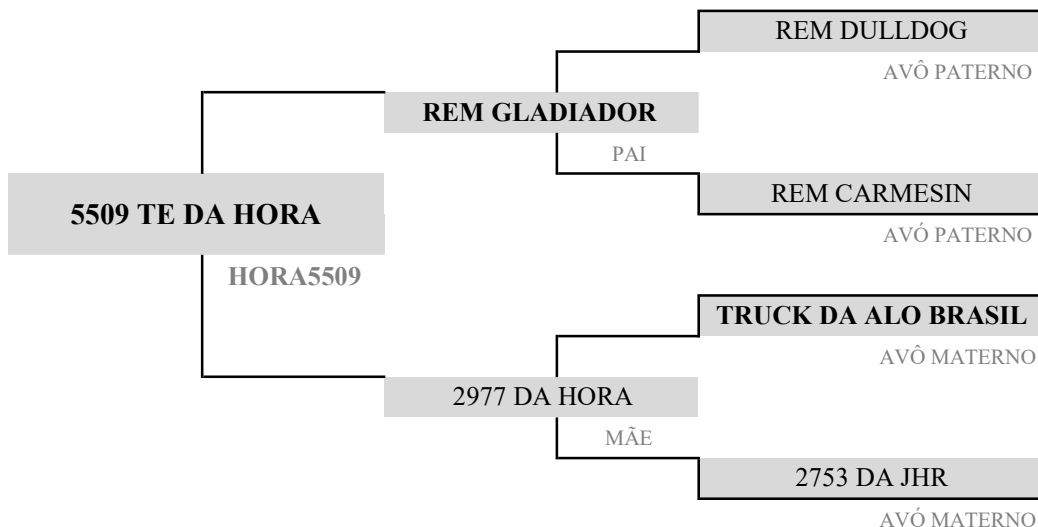 REM DULLDOG
AVÔ PATERNO
REM GLADIADOR
PAI
REM CARMESIN
AVÓ PATERNO
5509 TE DA HORA
HORA5509
TRUCK DA ALO BRASIL
AVÔ MATERNO
2977 DA HORA
MÃE
2753 DA JHR
AVÓ MATERNO